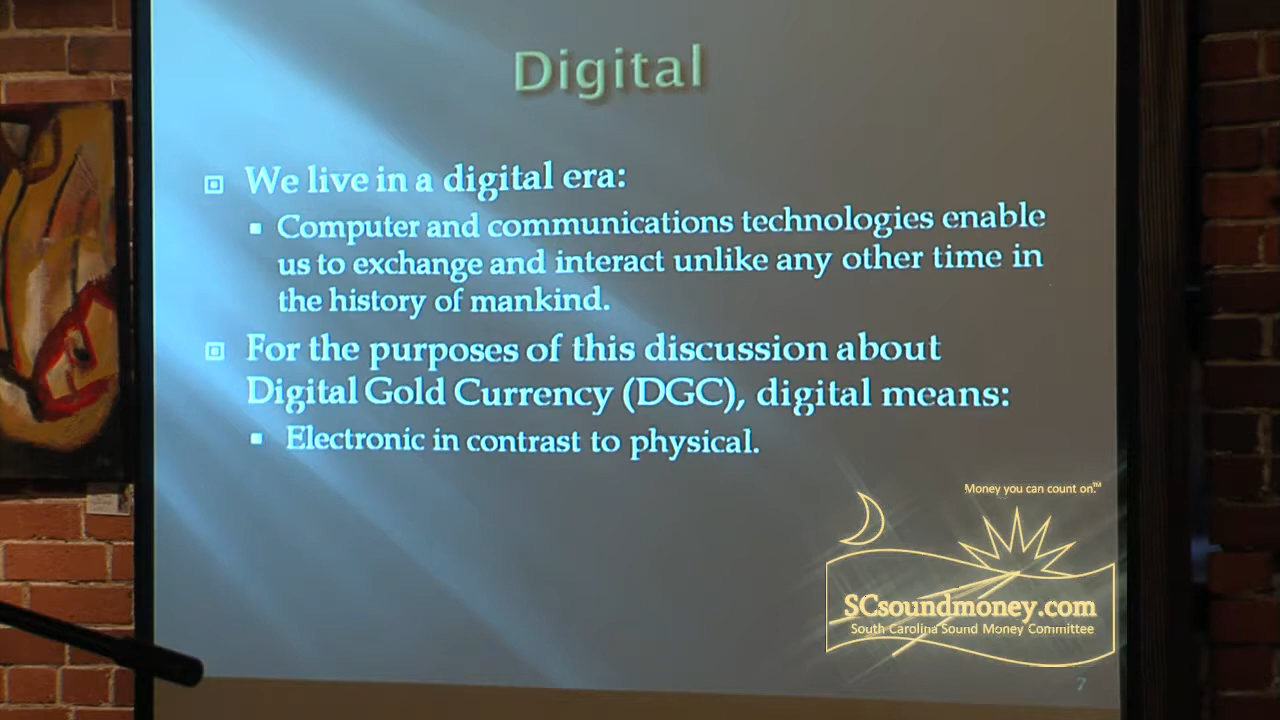 Digital
We live in a digital era:
Computer and communications technologies enable
us to exchange and interact unlike any other time in
the history of mankind.
For the purposes of this discussion about
Digital Gold Currency (DGC), digital means:
Electronic in contrast to physical.
Money you can count on.™
SCsoundmoney.com
South Carolina Sound Money Committee
7